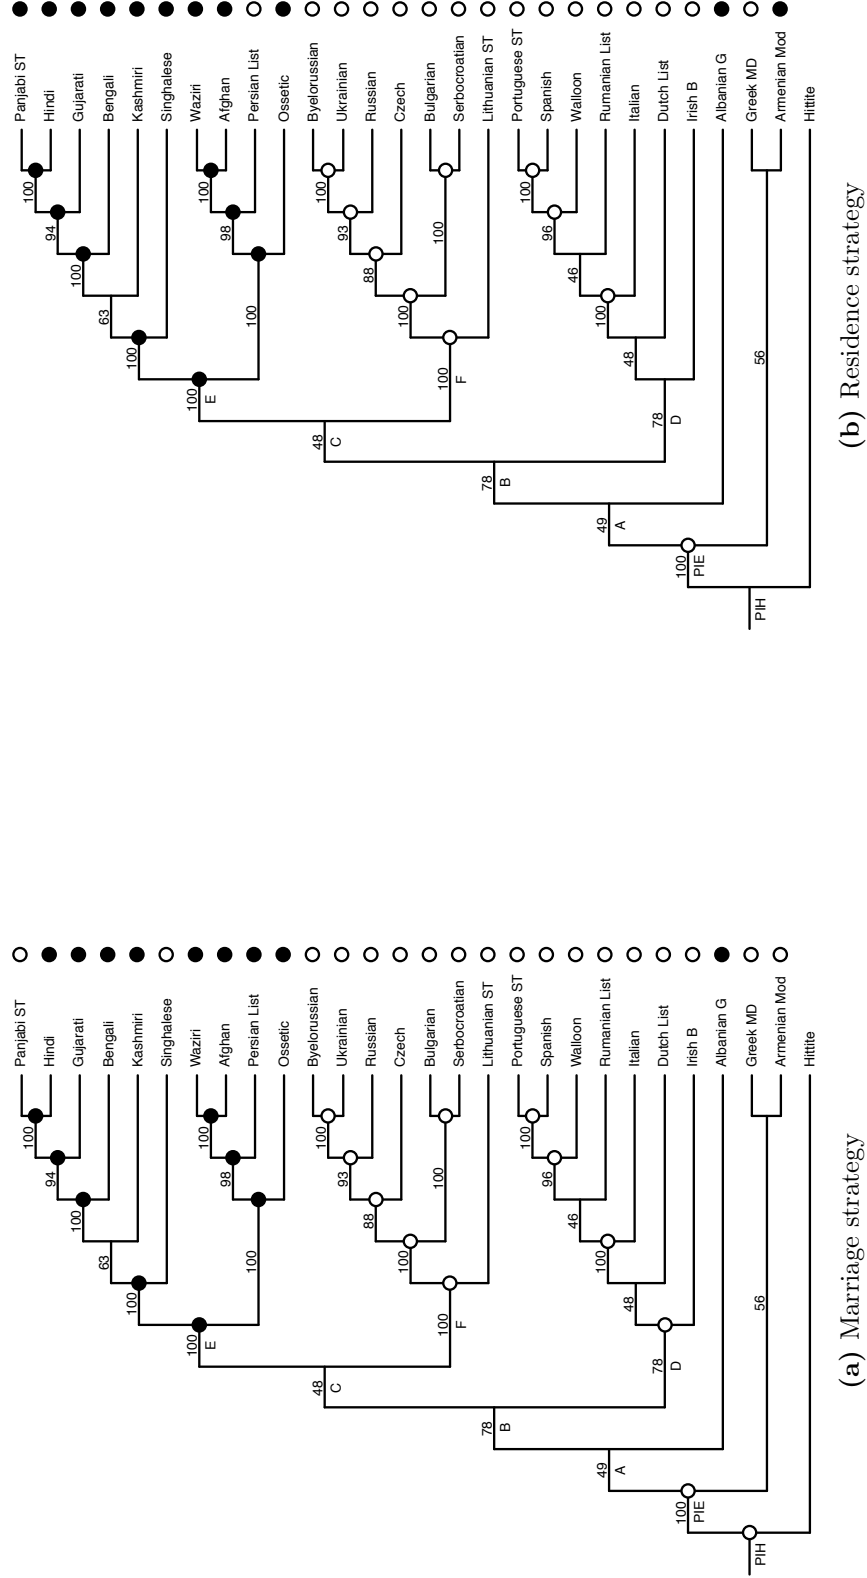 Panjabi ST
Hindi
Gujarati
Bengali
Kashmiri
Singhalese
Waziri
Afghan
Persian List
Ossetic
Byelorussian
Ukrainian
Russian
Czech
Bulgarian
Serbocroatian
Lithuanian ST
Portuguese ST
Spanish
Walloon
Rumanian List
Italian
Dutch List
Irish B
Albanian G
Greek MD
Armenian Mod
Hittite
100
94
100
63
100
100
98
100
100
E
100
93
88
100
100
100
F
48
C
100
96
46
100
48
78
D
78
B
49
A
56
100
PIE
PIH
(a) Marriage strategy
Panjabi ST
Hindi
Gujarati
Bengali
Kashmiri
Singhalese
Waziri
Afghan
Persian List
Ossetic
Byelorussian
Ukrainian
Russian
Czech
Bulgarian
Serbocroatian
Lithuanian ST
Portuguese ST
Spanish
Walloon
Rumanian List
Italian
Dutch List
Irish B
Albanian G
Greek MD
Armenian Mod
Hittite
100
94
100
63
100
100
98
100
100
E
100
93
88
100
100
100
F
48
C
100
96
46
100
48
78
D
78
B
49
A
56
100
PIE
PIH
(b) Residence strategy